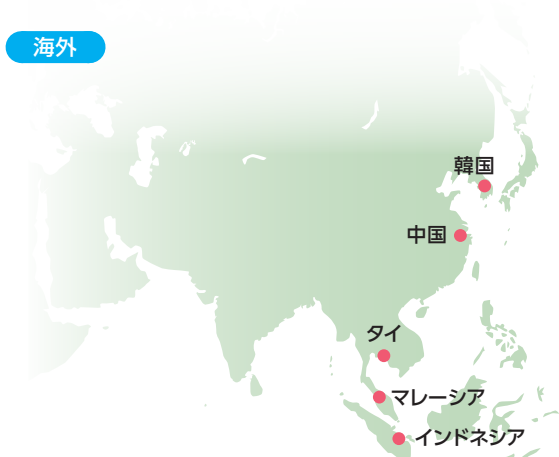 海外
韓国
中国
タイ
マレーシア
インドネシア